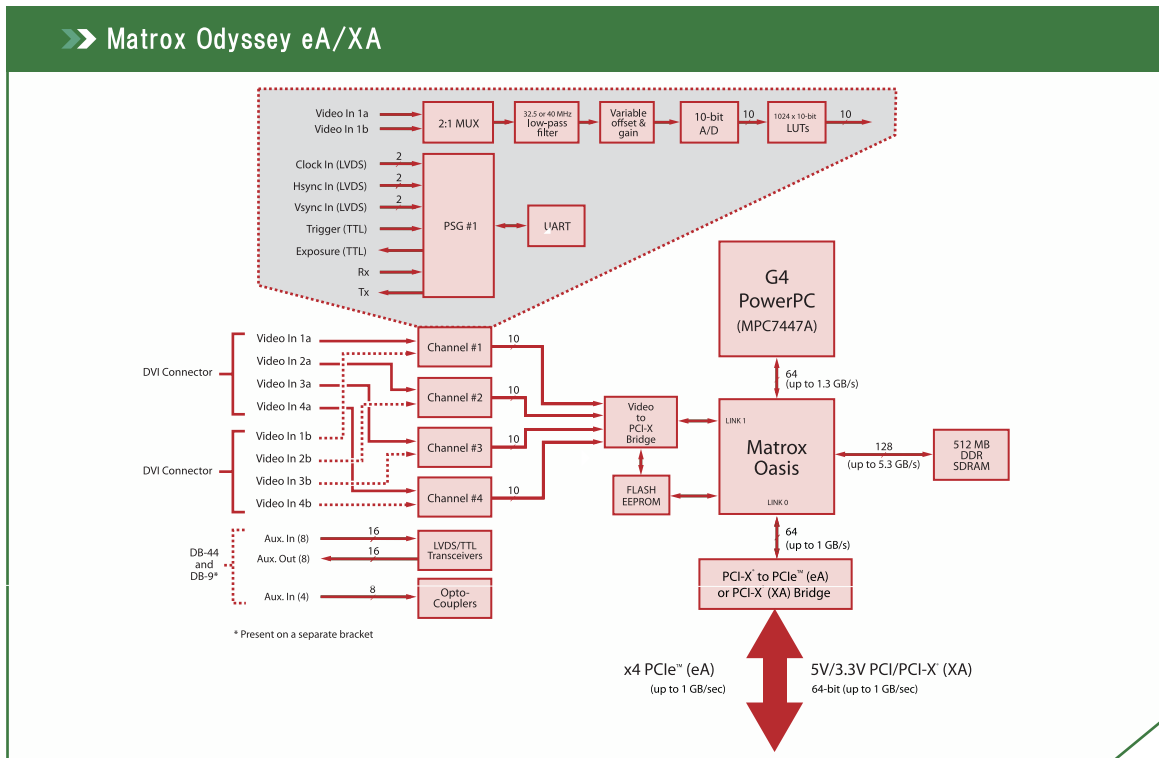 Matrox Odyssey eA/XA
Video In 1a
Video In 1b
2:1 MUX
32.5 or 40 MHz
low-pass
filter
Variable
offset &
gain
10-bit
A/D
10
1024 x 10-bit
LUTs
10
Clock In (LVDS)
2
Hsync In (LVDS)
2
Vsync In (LVDS)
2
Trigger (TTL)
Exposure (TTL)
Rx
Tx
PSG #1
UART
G4
PowerPC
(MPC7447A)
64
(up to 1.3 GB/s)
DVI Connector
Video In 1a
Video In 2a
Video In 3a
Video In 4a
DVI Connector
Video In 1b
Video In 2b
Video In 3b
Video In 4b
Channel #1
10
Channel #2
10
Channel #3
10
Channel #4
10
Video
to
PCI-X
Bridge
FLASH
EEPROM
LINK 1
Matrox
Oasis
LINK 0
128
(up to 5.3 GB/s)
512 MB
DDR
SDRAM
64
(up to 1 GB/s)
DB-44
and
DB-9*
Aux. In (8)
16
Aux. Out (8)
16
LVDS/TTL
Transceivers
Aux. In (4)
8
Opto-
Couplers
* Present on a separate bracket
PCI-X® to PCIe™ (eA)
or PCI-X® (XA) Bridge
x4 PCIe™ (eA)
(up to 1 GB/sec)
5V/3.3V PCI/PCI-X® (XA)
64-bit (up to 1 GB/sec)